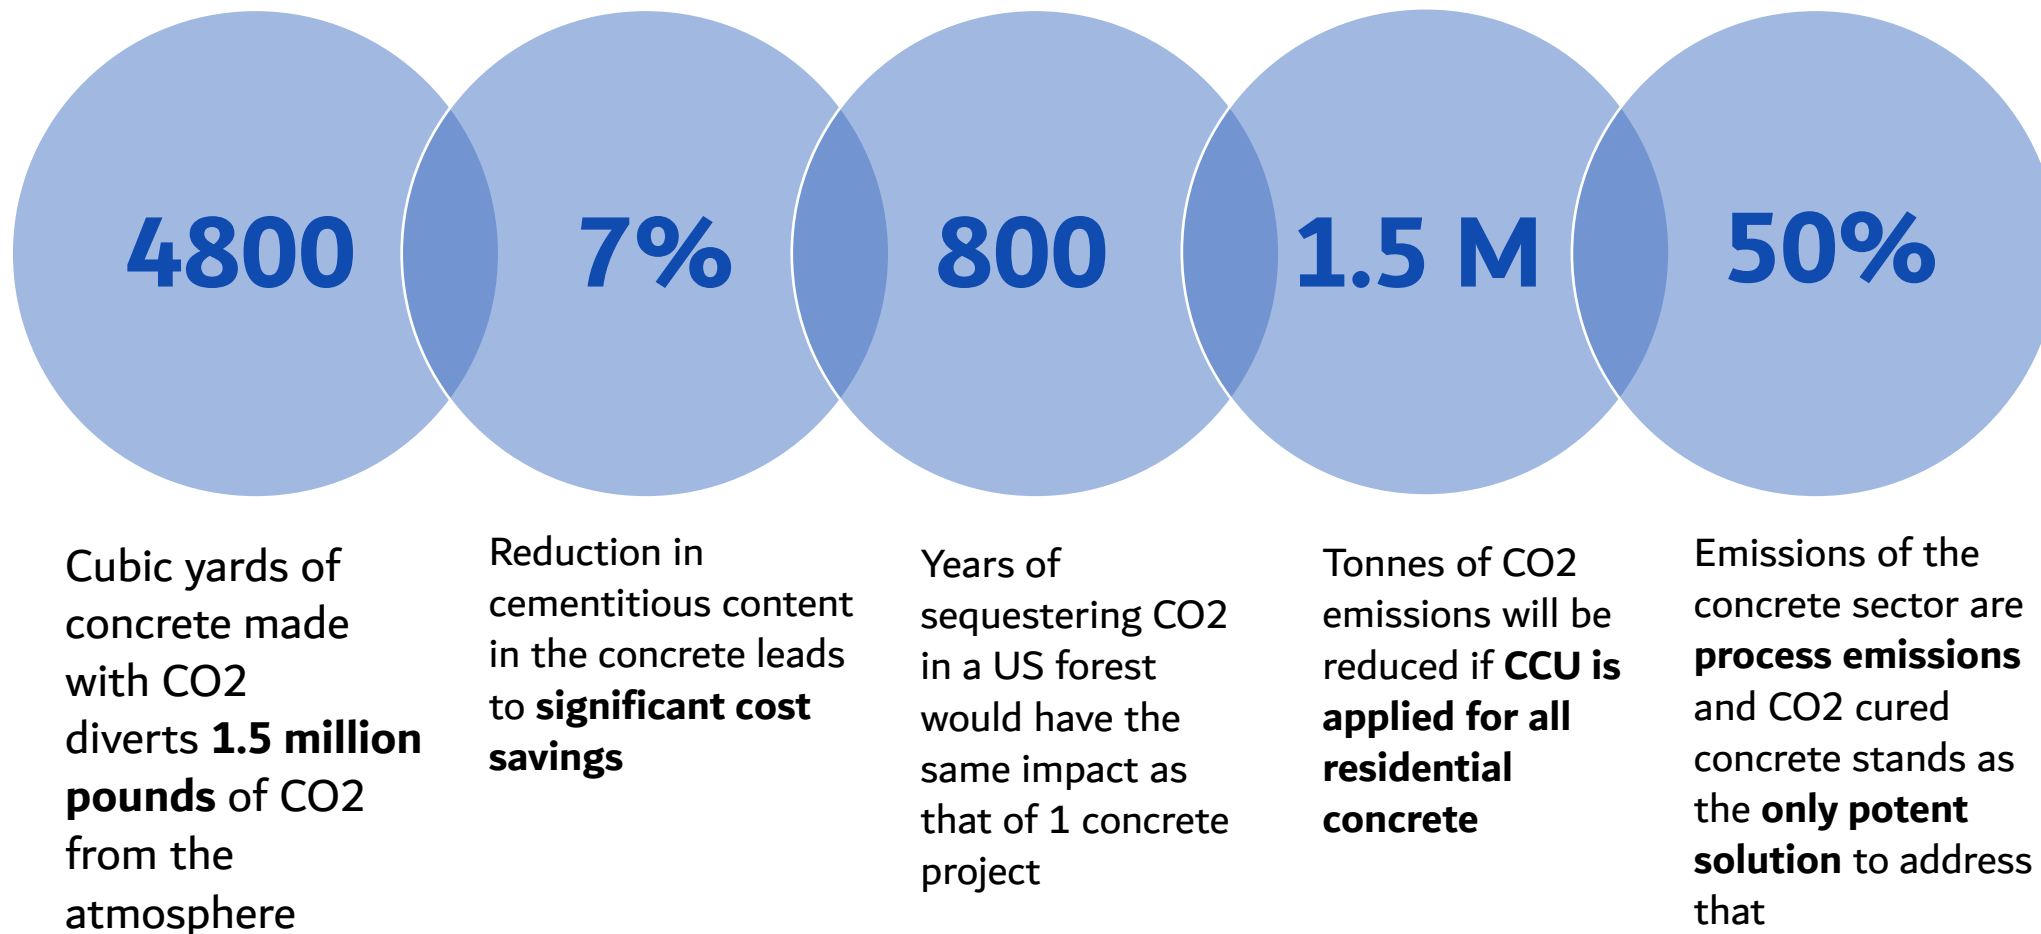 4800
7%
800
1.5 M
50%
Cubic yards of
concrete made
with CO2
diverts 1.5 million
pounds of CO2
from the
atmosphere
Reduction in
cementitious content
in the concrete leads
to significant cost
savings
Years of
sequestering CO2
in a US forest
would have the
same impact as
that of 1 concrete
project
Tonnes of CO2
emissions will be
reduced if CCU is
applied for all
residential
concrete
Emissions of the
concrete sector are
process emissions
and CO2 cured
concrete stands as
the only potent
solution to address
that